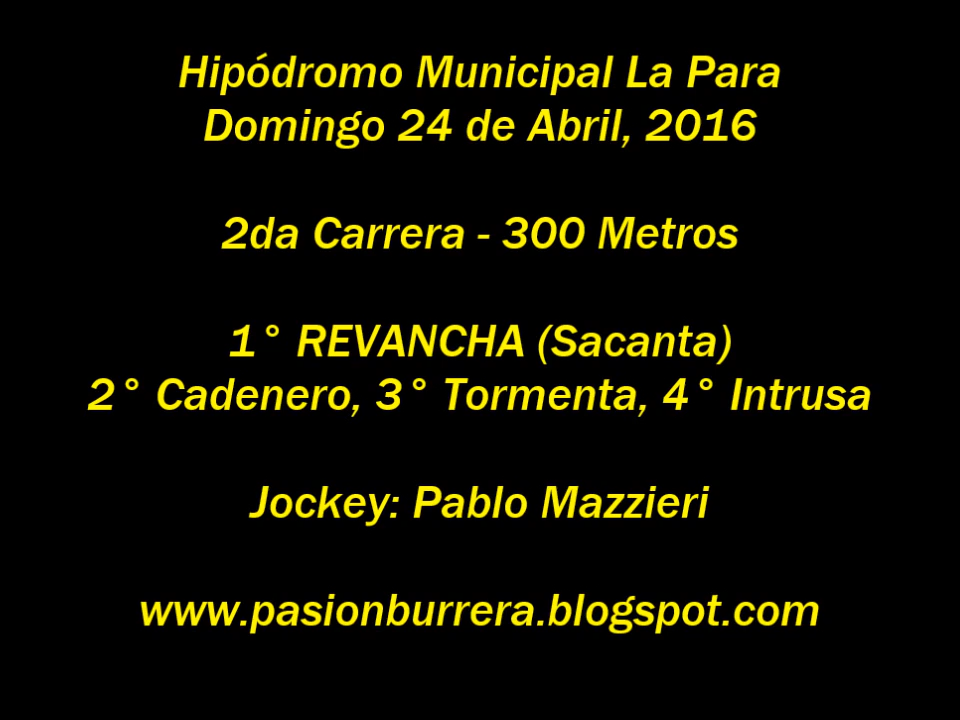 Hipódromo Municipal La Para
Domingo 24 de Abril, 2016
2da Carrera - 300 Metros
1° REVANCHA (Sacanta)
2° Cadenero, 3° Tormenta, 4° Intrusa
Jockey: Pablo Mazzieri
www.pasionburrera.blogspot.com